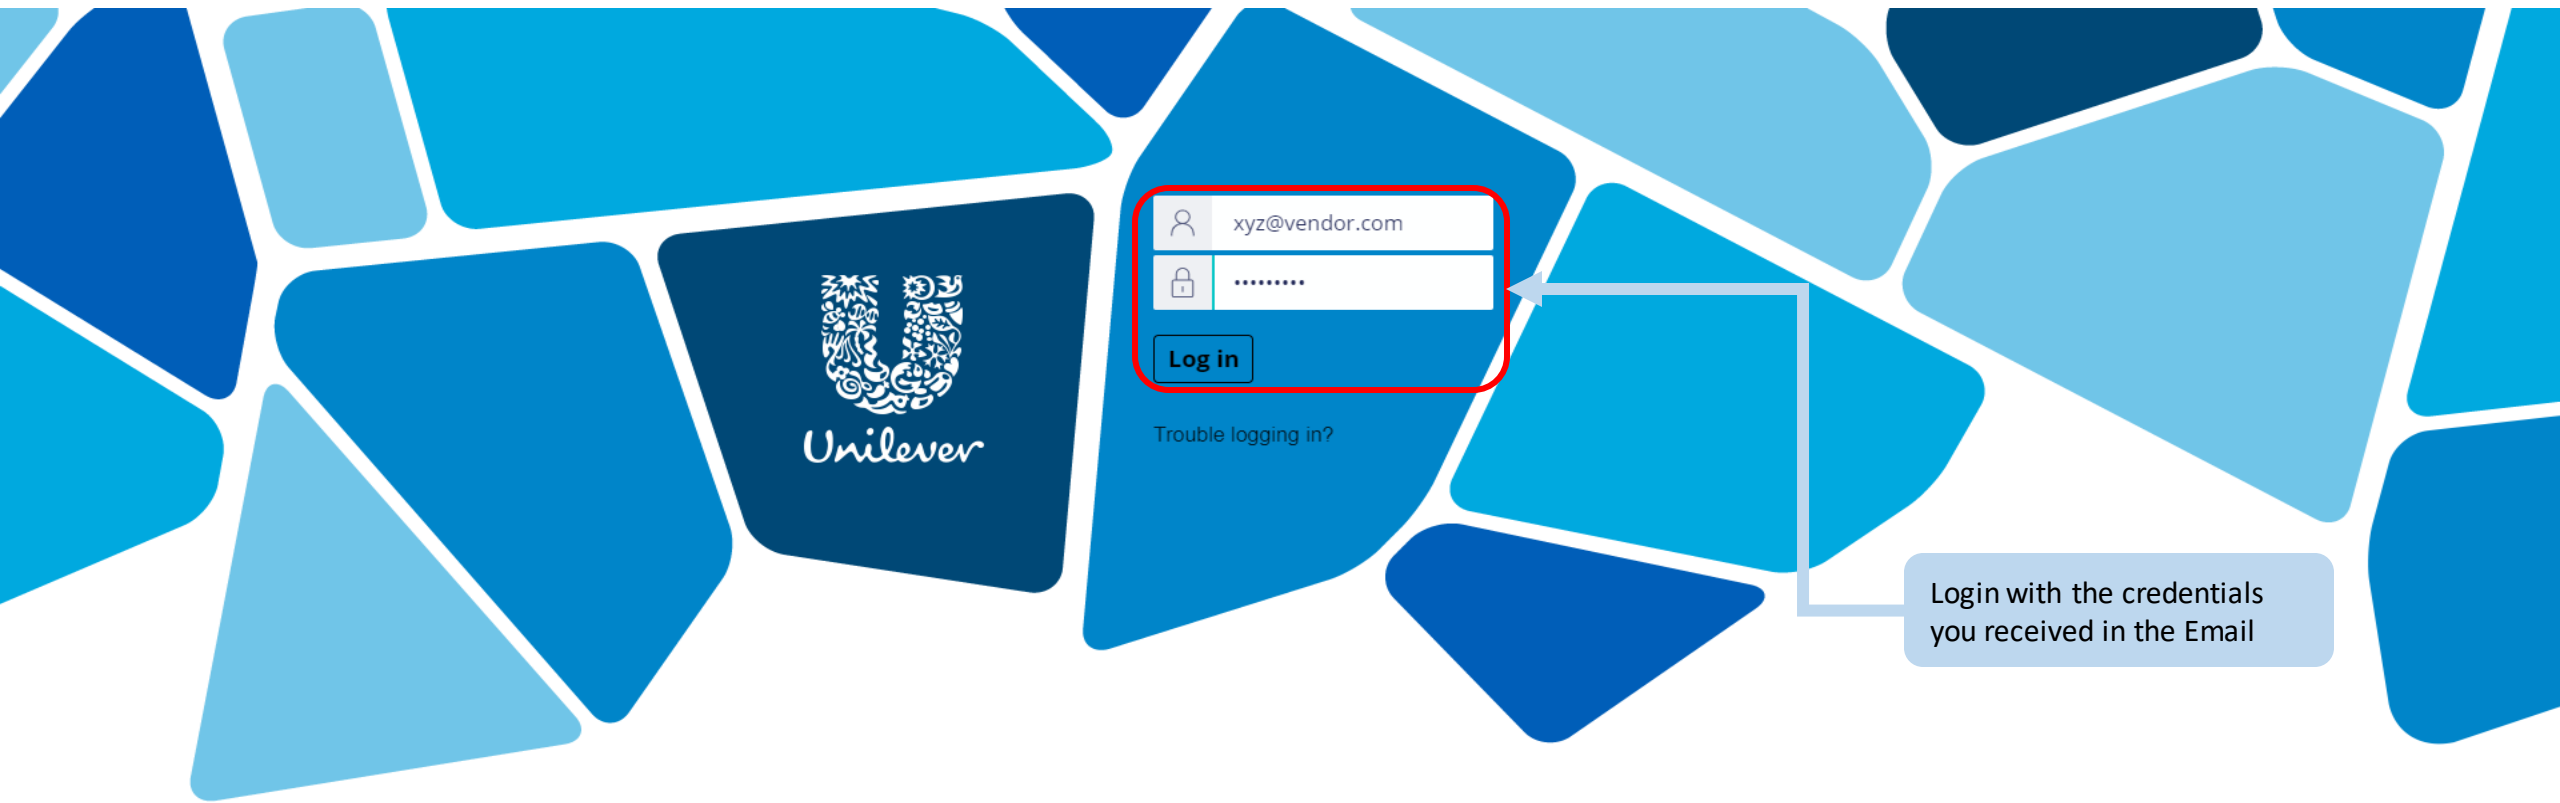 xyz@vendor.com
•••••••••
Log in
Trouble logging in?
Unilever
Login with the credentials
you received in the Email